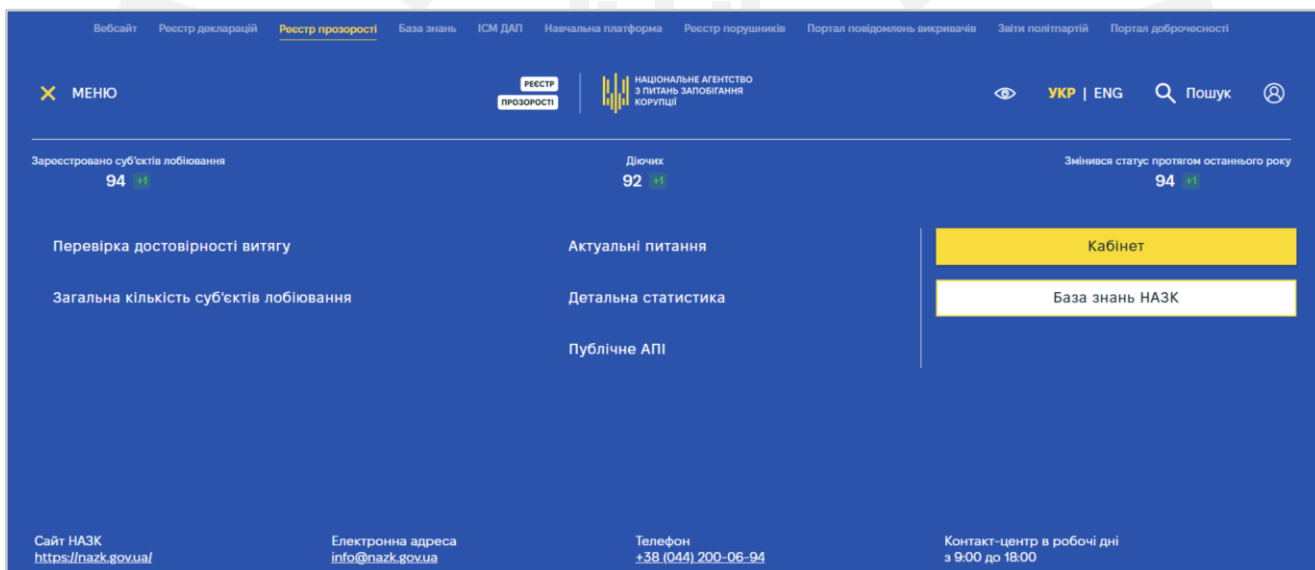 Вебсайт Реєстр декларацій Реєстр прозорості База знань ІСМ ДАП Навчальна платформа Реєстр порушників Портал повідомлень викривачів Звіти політпартій Портал доброчесності
МЕНЮ
РЕЄСТР
ПРОЗОРОСТІ
НАЦІОНАЛЬНЕ АГЕНТСТВО
З ПИТАНЬ ЗАПОБІГАННЯ
КОРУПЦІЇ
УКР | ENG Пошук
Зареєстровано суб'єктів лобіювання
94 +1
Діючих
92 +1
Змінився статус протягом останнього року
94 +1
Перевірка достовірності витягу
Загальна кількість суб'єктів лобіювання
Актуальні питання
Детальна статистика
Публічне АПІ
Кабінет
База знань НАЗК
Сайт НАЗК
https://nazk.gov.ua/
Електронна адреса
info@nazk.gov.ua
Телефон
+38 (044) 200-06-94
Контакт-центр в робочі дні
з 9:00 до 18:00